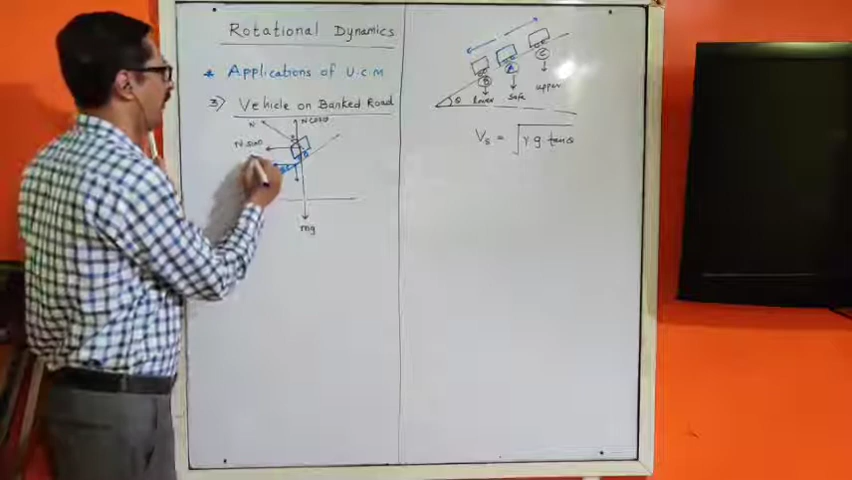 Rotational Dynamics
* Applications of U.C.M
3) Vehicle on Banked Road
N
N cosθ
N sinθ
mg
C
A
B
upper
safe
lower
θ
Vs = √r g tanθ